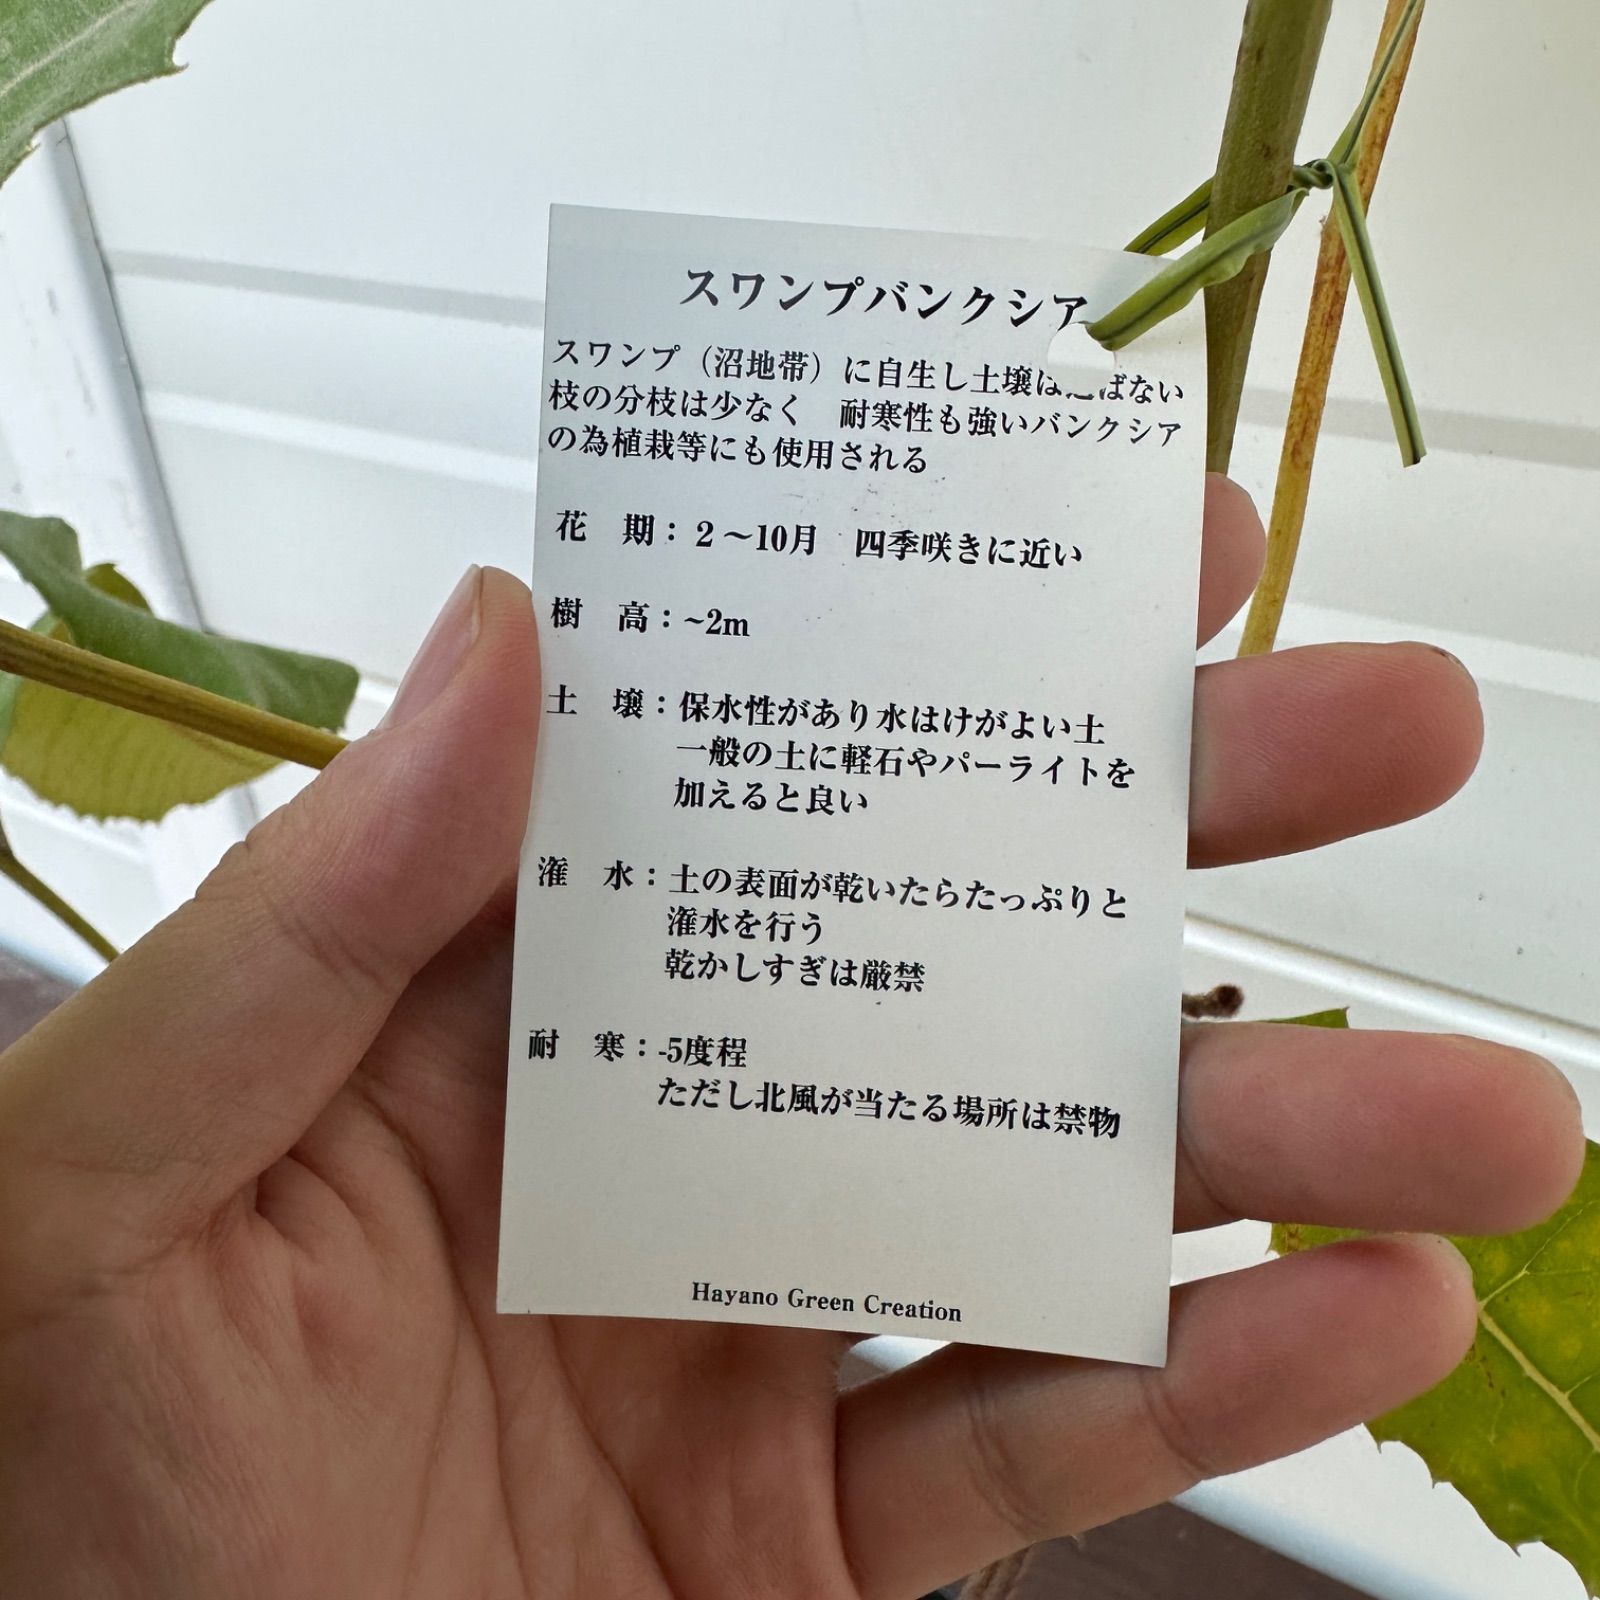 スワンプバンクシア
スワンプ（沼地帯）に自生し土壌は ばない
枝の分枝は少なく　耐寒性も強いバンクシア
の為植栽等にも使用される
花　期：２～10月　四季咲きに近い
樹　高：~2m
土　壌：保水性があり水はけがよい土
一般の土に軽石やパーライトを
加えると良い
潅　水：土の表面が乾いたらたっぷりと
潅水を行う
乾かしすぎは厳禁
耐　寒：-5度程
ただし北風が当たる場所は禁物
Hayano Green Creation